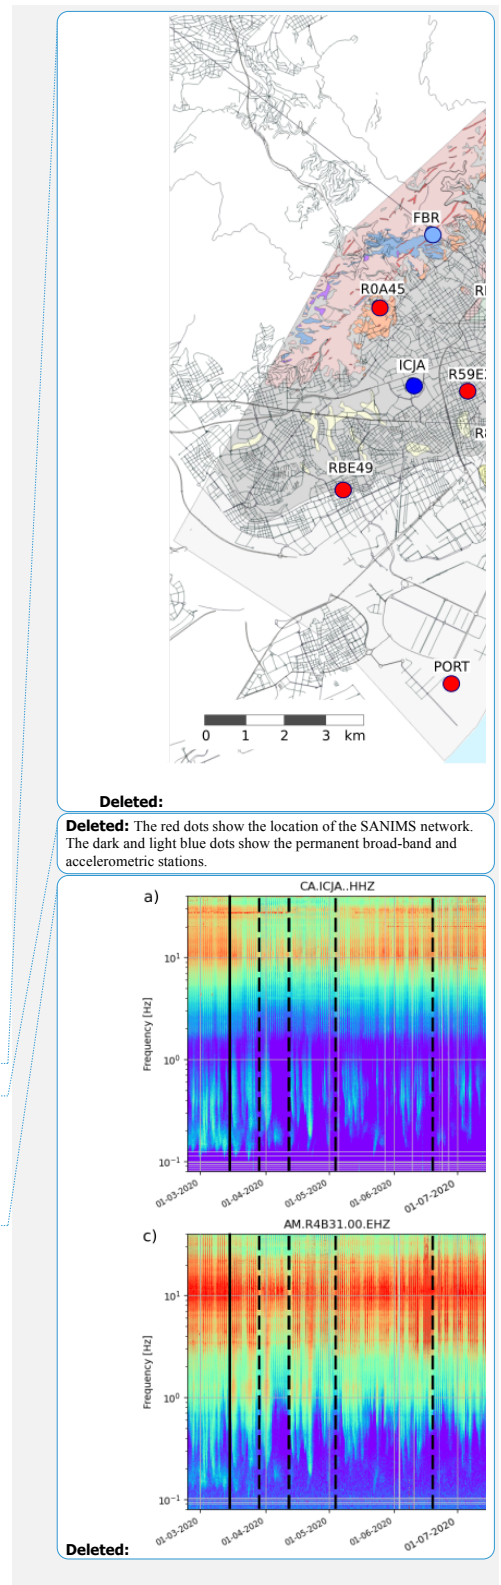 FBR
R0A45
ICJA
R59E
RBE49
PORT
0 1 2 3 km
Deleted:
Deleted: The red dots show the location of the SANIMS network.
The dark and light blue dots show the permanent broad-band and
accelerometric stations.
a)
CA.ICJA..HHZ
10¹
10⁰
10⁻¹
Frequency [Hz]
01-03-2020
01-04-2020
01-05-2020
01-06-2020
01-07-2020
c)
AM.R4B31.00.EHZ
10¹
10⁰
10⁻¹
Frequency [Hz]
01-03-2020
01-04-2020
01-05-2020
01-06-2020
01-07-2020
Deleted: